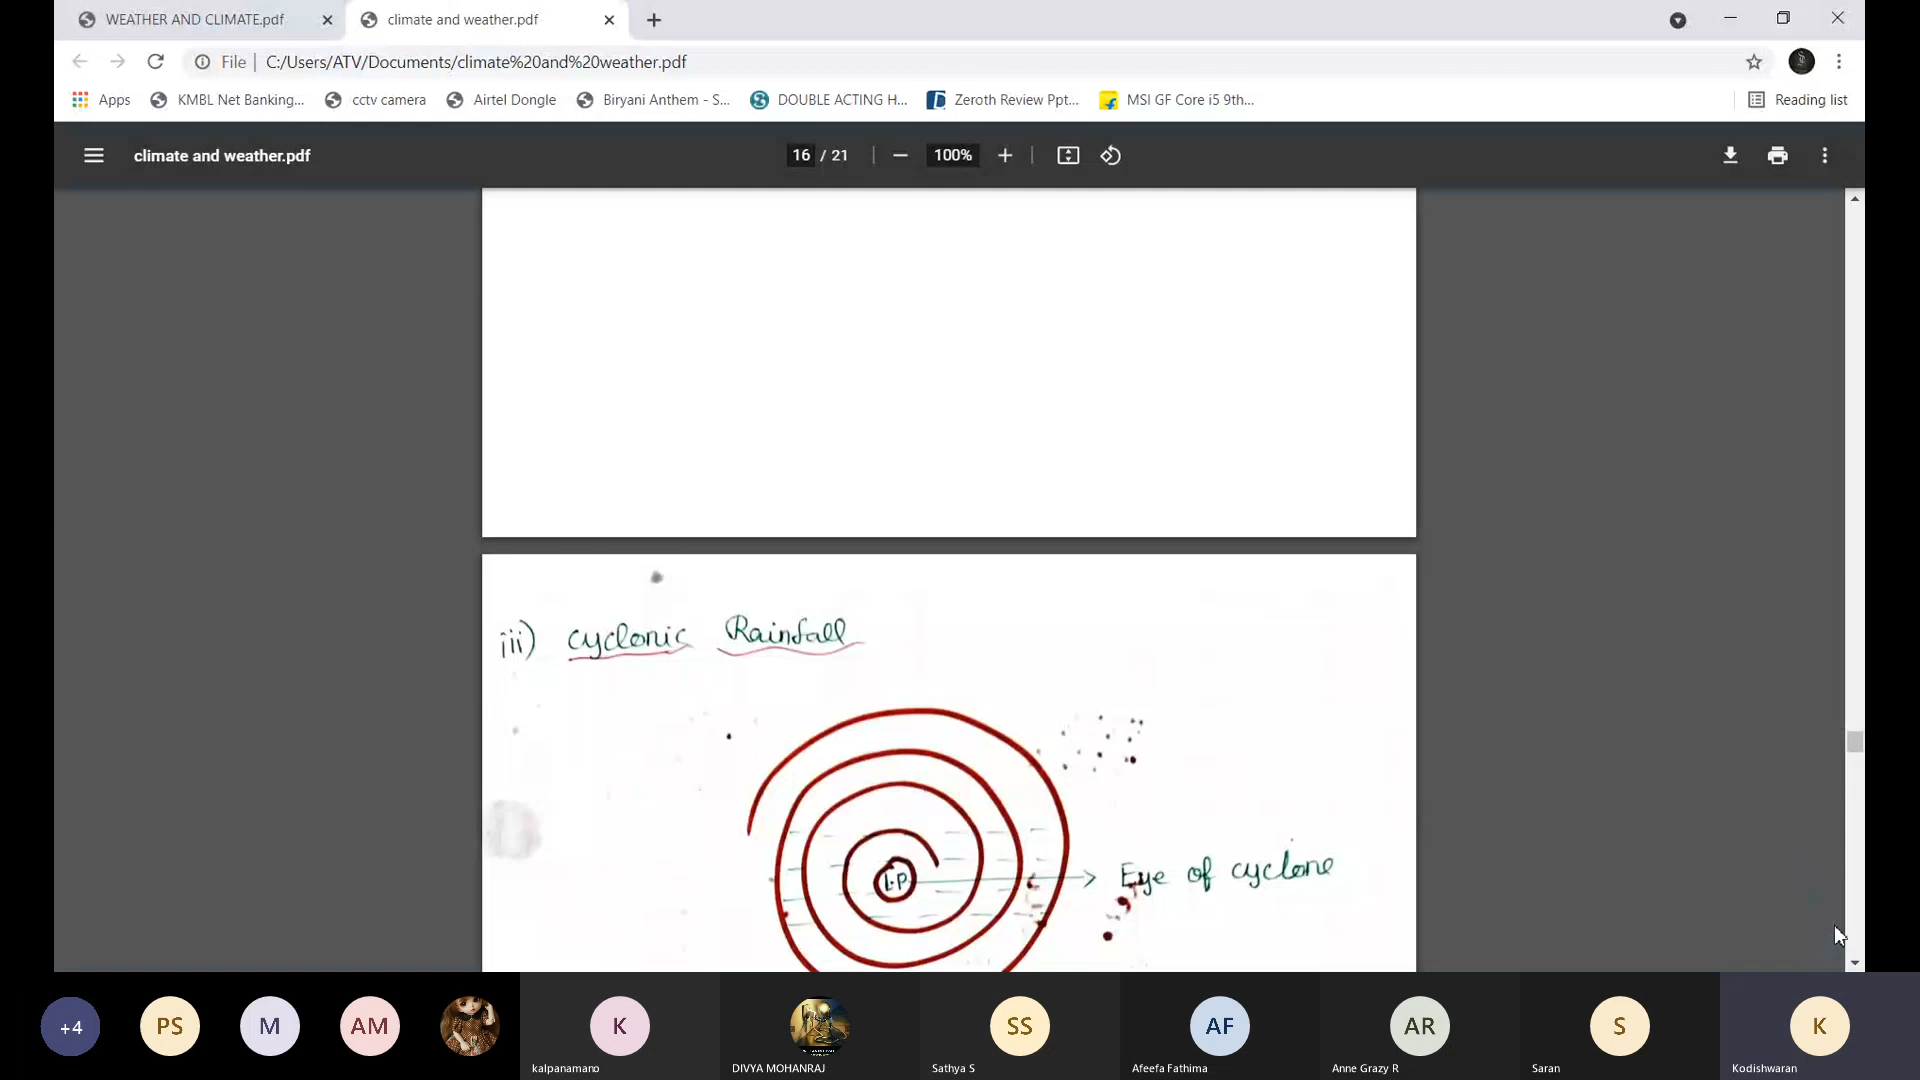 WEATHER AND CLIMATE.pdf
climate and weather.pdf
File C:/Users/ATV/Documents/climate%20and%20weather.pdf
Apps KMBL Net Banking... cctv camera Airtel Dongle Biryani Anthem - S... DOUBLE ACTING H... Zeroth Review Ppt... MSI GF Core i5 9th... Reading list
climate and weather.pdf 16 / 21 100%
iii) cyclonic Rainfall
L.P
Eye of cyclone
+4 PS M AM K SS AF AR S K
kalpanamano DIVYA MOHANRAJ Sathya S Afeefa Fathima Anne Grazy R Saran Kodishwaran